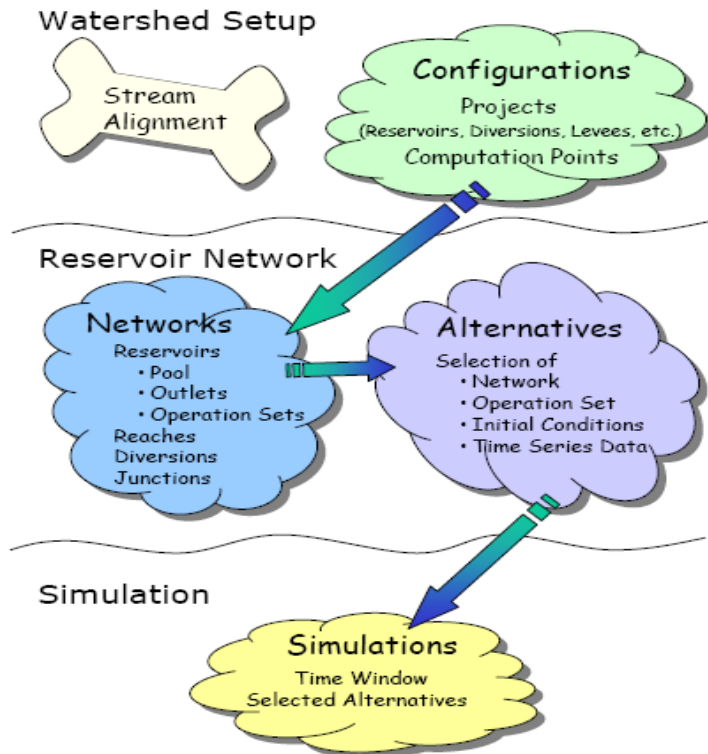 Watershed Setup
Stream
Alignment
Configurations
Projects
(Reservoirs, Diversions, Levees, etc.)
Computation Points
Reservoir Network
Networks
Reservoirs
• Pool
• Outlets
• Operation Sets
Reaches
Diversions
Junctions
Alternatives
Selection of
• Network
• Operation Set
• Initial Conditions
• Time Series Data
Simulation
Simulations
Time Window
Selected Alternatives